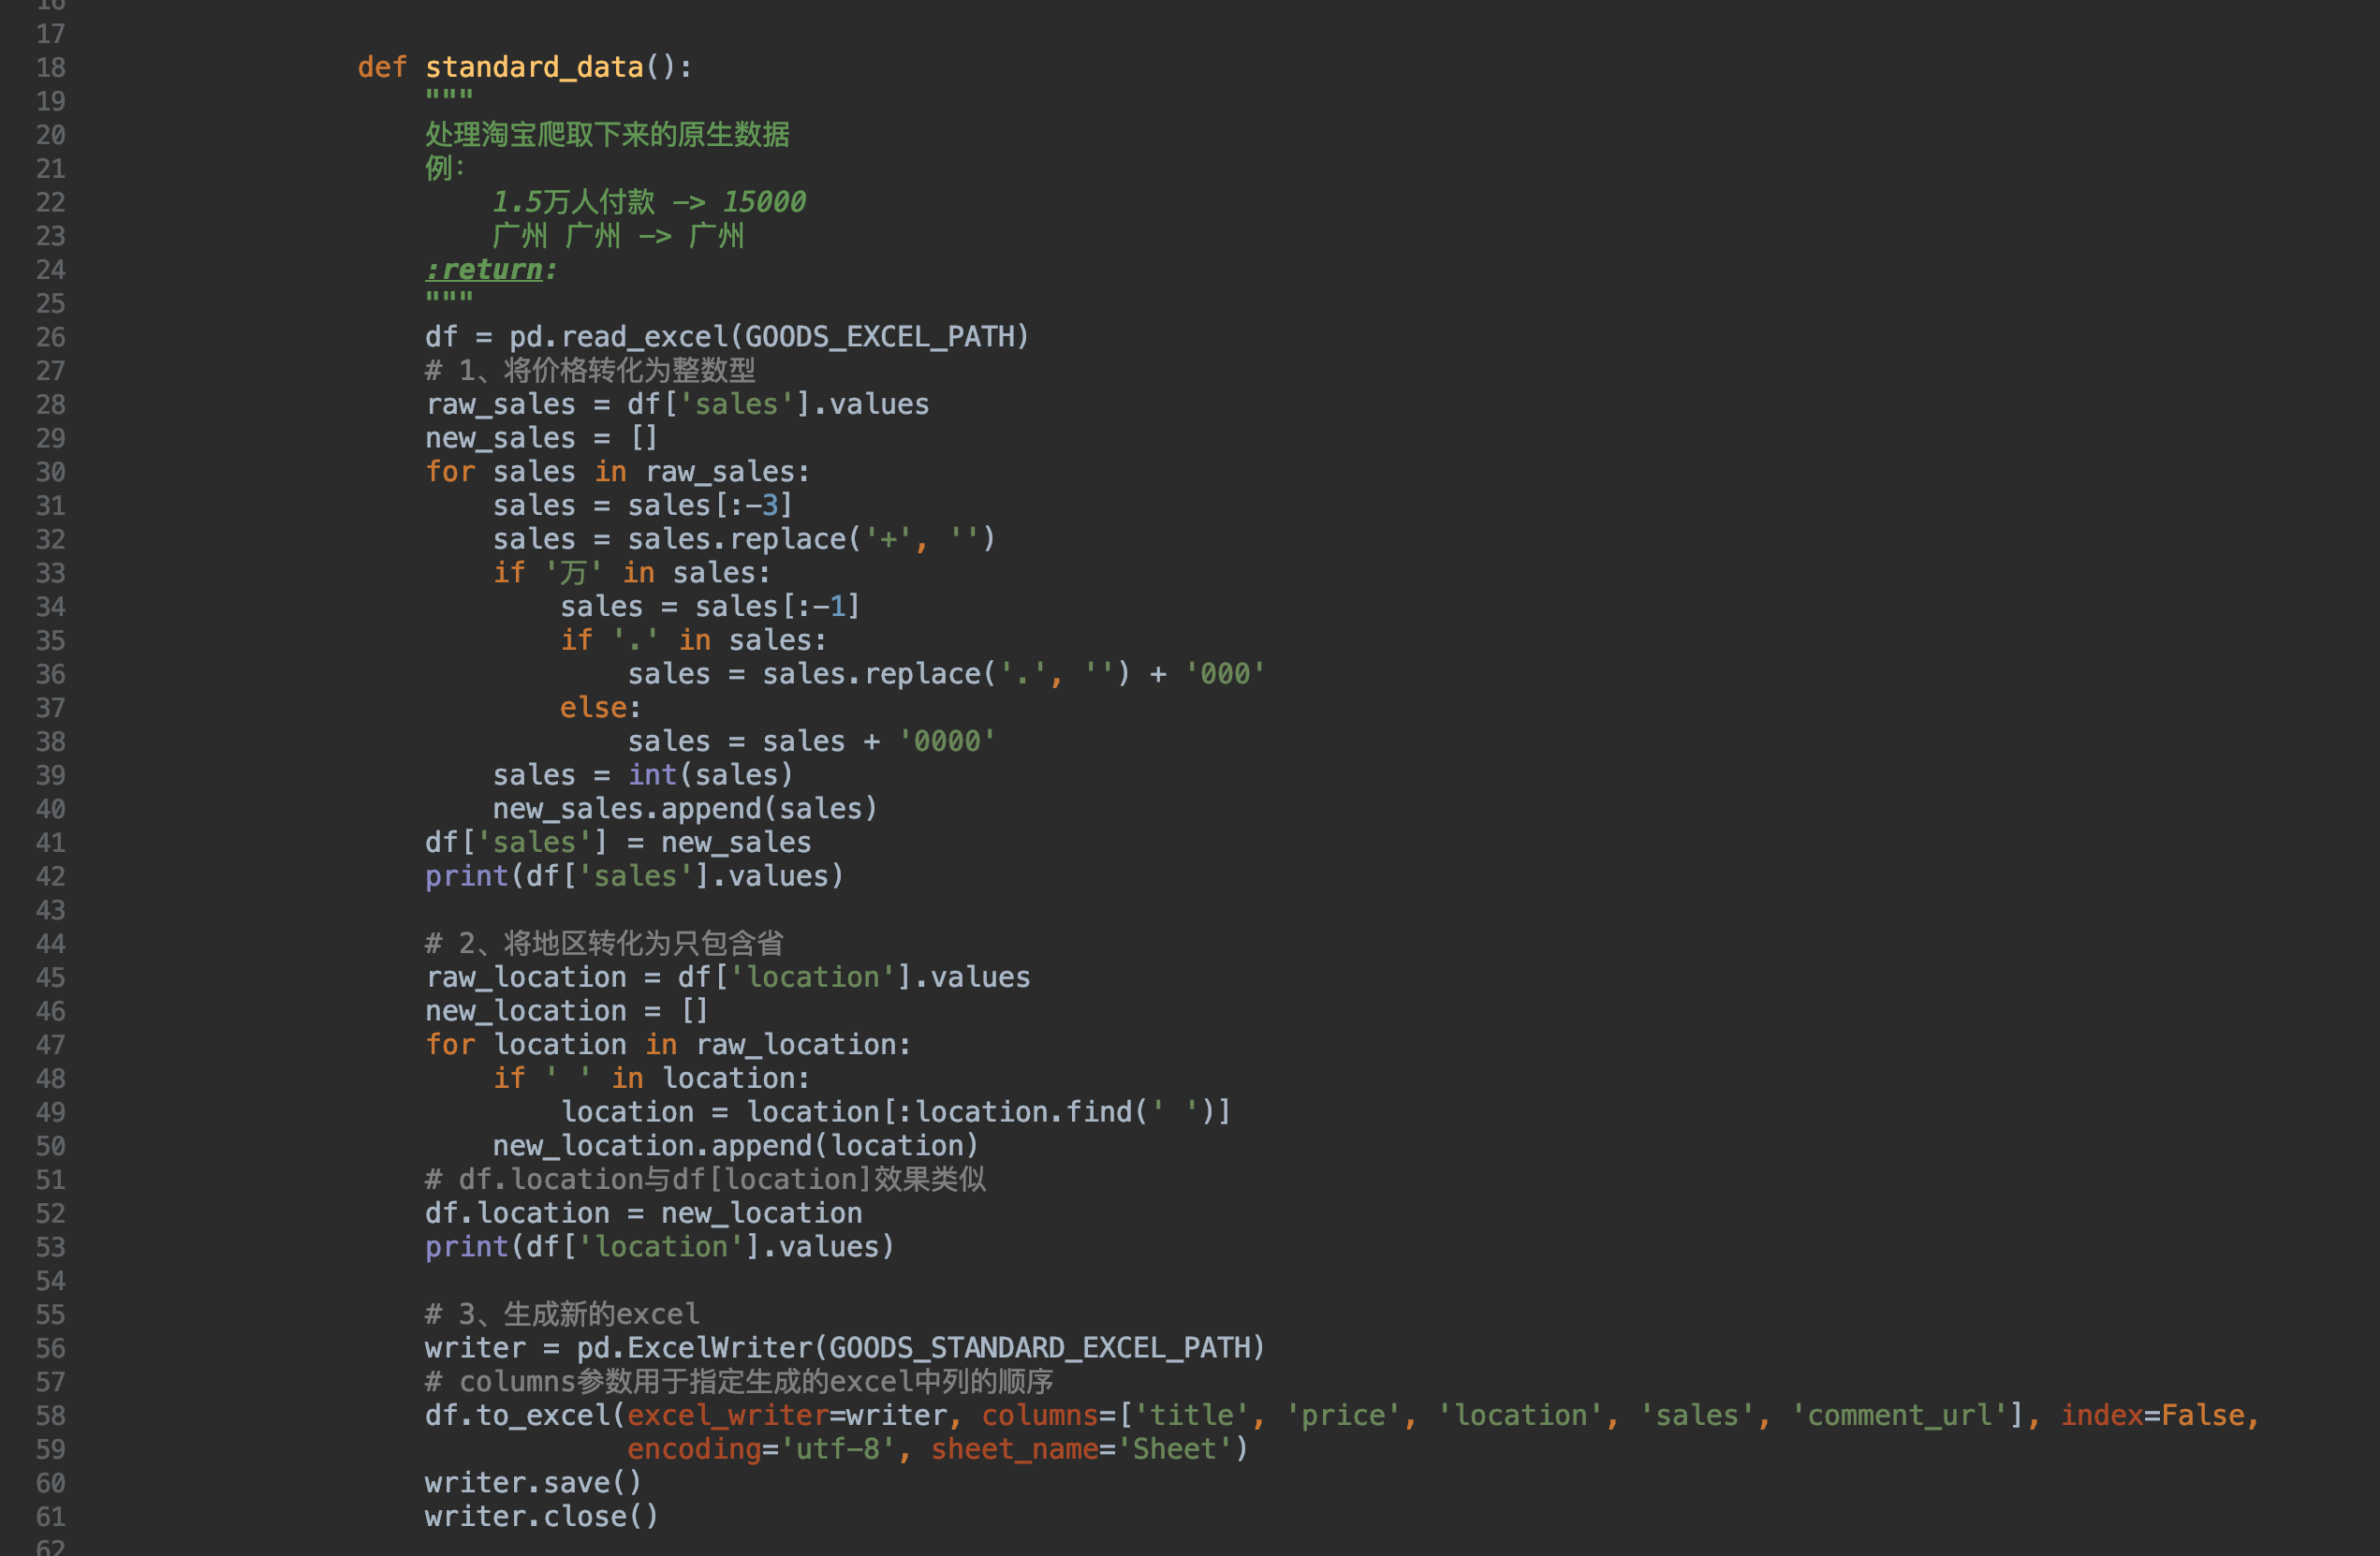 16
17
18 def standard_data():
19 """
20 处理淘宝爬取下来的原生数据
21 例：
22 1.5万人付款 -> 15000
23 广州 广州 -> 广州
24 :return:
25 """
26 df = pd.read_excel(GOODS_EXCEL_PATH)
27 # 1、将价格转化为整数型
28 raw_sales = df['sales'].values
29 new_sales = []
30 for sales in raw_sales:
31 sales = sales[:-3]
32 sales = sales.replace('+', '')
33 if '万' in sales:
34 sales = sales[:-1]
35 if '.' in sales:
36 sales = sales.replace('.', '') + '000'
37 else:
38 sales = sales + '0000'
39 sales = int(sales)
40 new_sales.append(sales)
41 df['sales'] = new_sales
42 print(df['sales'].values)
43
44 # 2、将地区转化为只包含省
45 raw_location = df['location'].values
46 new_location = []
47 for location in raw_location:
48 if ' ' in location:
49 location = location[:location.find(' ')]
50 new_location.append(location)
51 # df.location与df[location]效果类似
52 df.location = new_location
53 print(df['location'].values)
54
55 # 3、生成新的excel
56 writer = pd.ExcelWriter(GOODS_STANDARD_EXCEL_PATH)
57 # columns参数用于指定生成的excel中列的顺序
58 df.to_excel(excel_writer=writer, columns=['title', 'price', 'location', 'sales', 'comment_url'], index=False,
59 encoding='utf-8', sheet_name='Sheet')
60 writer.save()
61 writer.close()
62